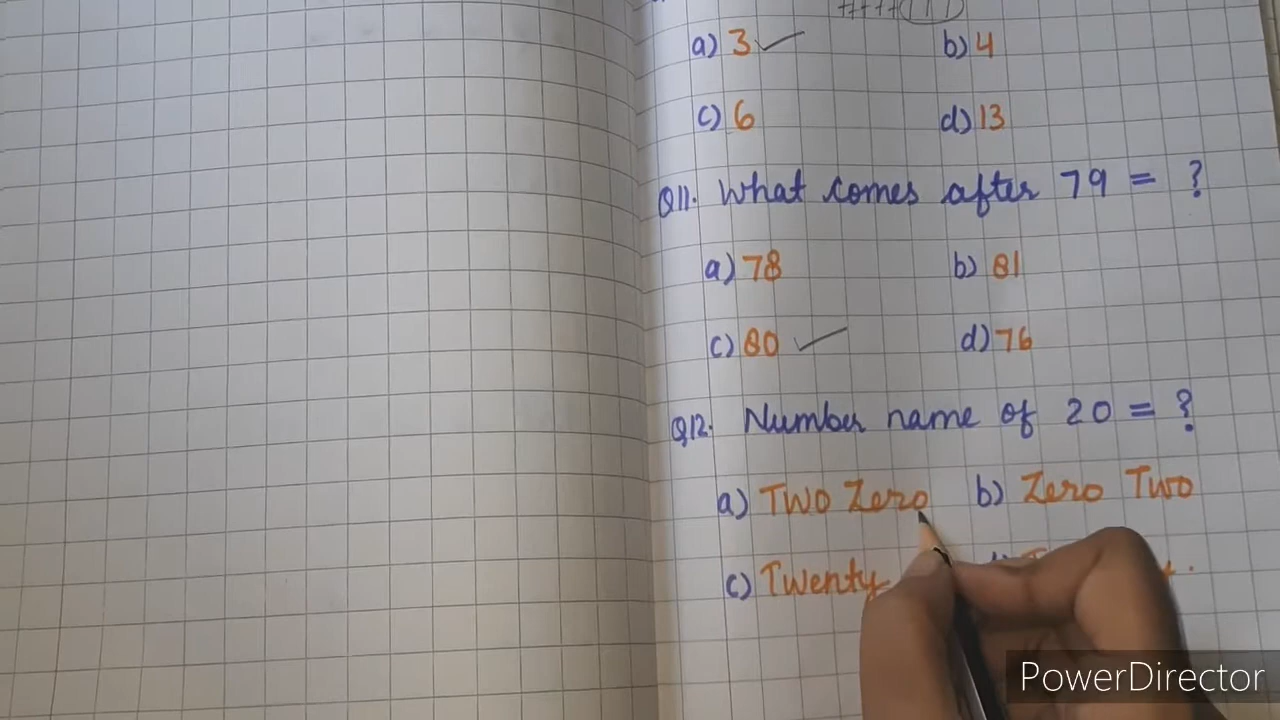 a) 3 ✓ b) 4
c) 6 d) 13
Q11. What comes after 79 = ?
a) 78 b) 81
c) 80 ✓ d) 76
Q12. Number name of 20 = ?
a) Two Zero b) Zero Two
c) Twenty
PowerDirector